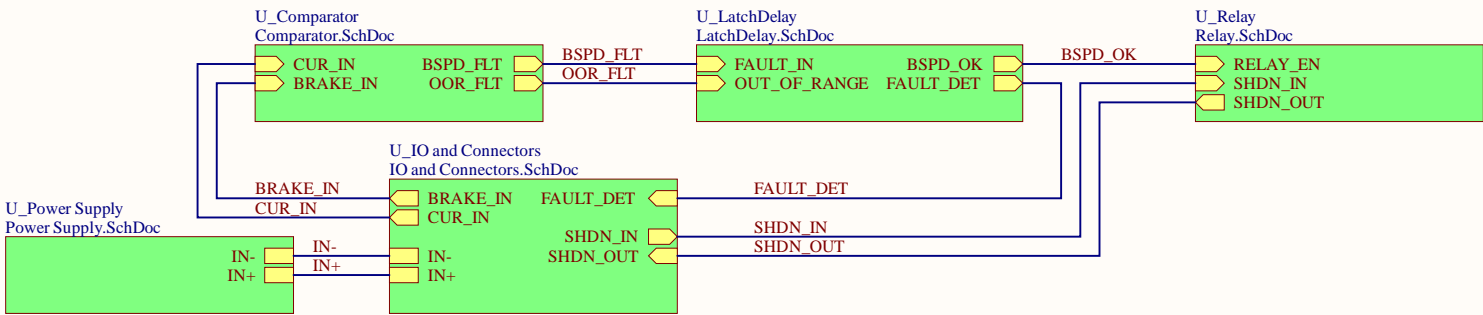 U_Comparator
Comparator.SchDoc
CUR_IN
BRAKE_IN
BSPD_FLT
OOR_FLT
BSPD_FLT
OOR_FLT
U_LatchDelay
LatchDelay.SchDoc
FAULT_IN
OUT_OF_RANGE
BSPD_OK
FAULT_DET
BSPD_OK
U_Relay
Relay.SchDoc
RELAY_EN
SHDN_IN
SHDN_OUT
U_IO and Connectors
IO and Connectors.SchDoc
BRAKE_IN
CUR_IN
BRAKE_IN
CUR_IN
FAULT_DET
SHDN_IN
SHDN_OUT
IN-
IN+
FAULT_DET
SHDN_IN
SHDN_OUT
U_Power Supply
Power Supply.SchDoc
IN-
IN+
IN-
IN+